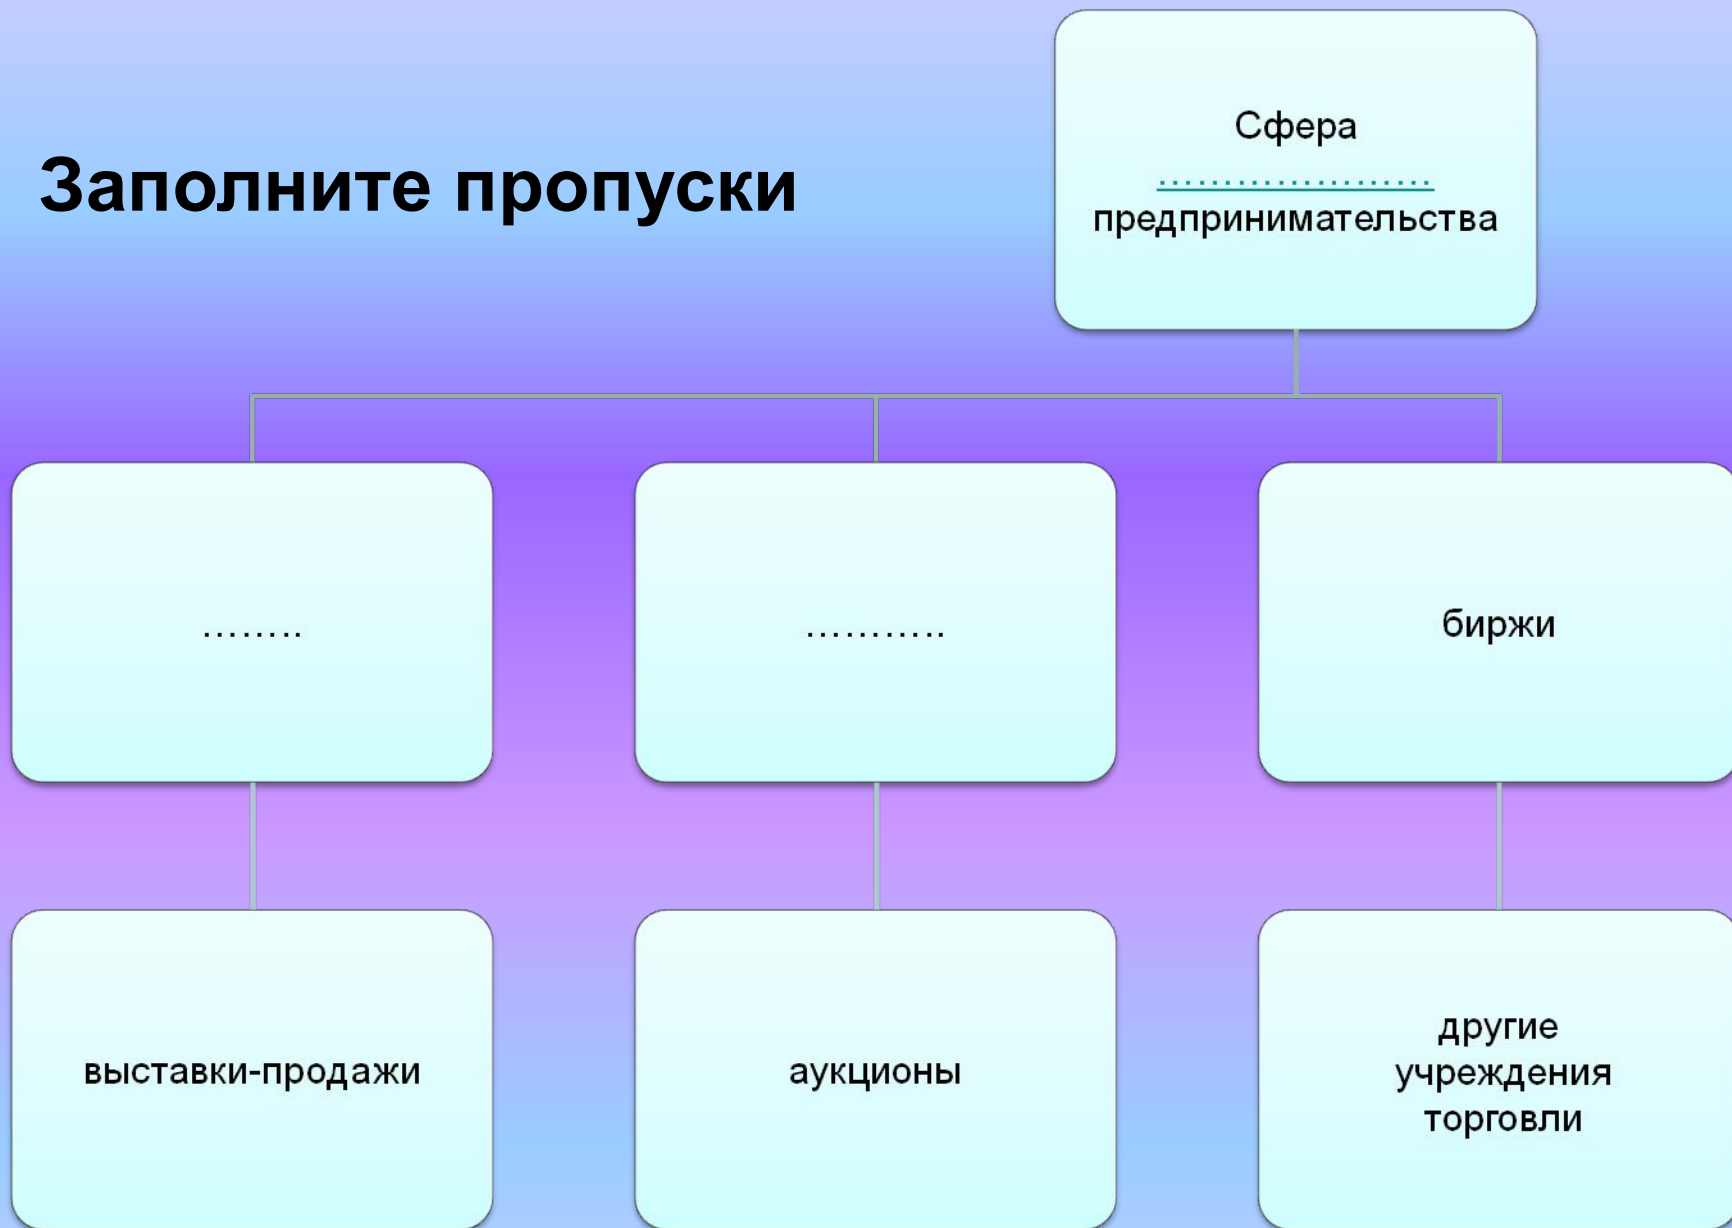 Заполните пропуски
Сфера
…………………
предпринимательства
……..
………..
биржи
выставки-продажи
аукционы
другие
учреждения
торговли